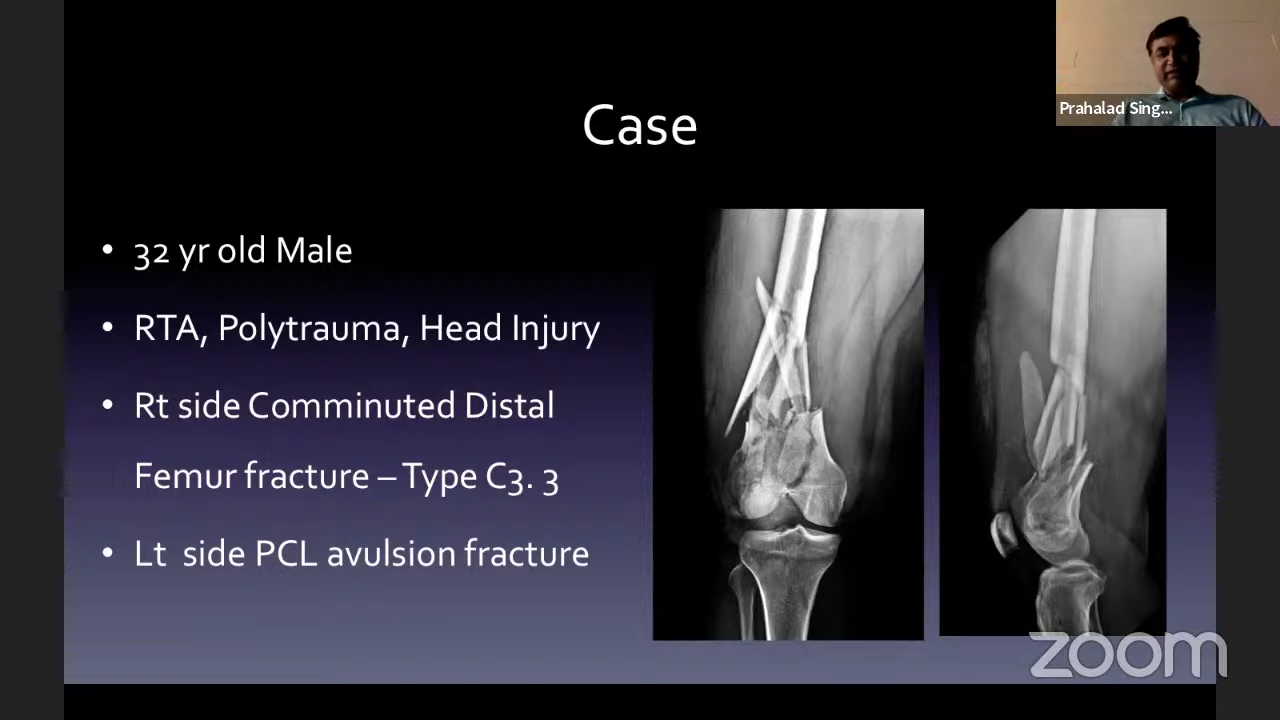 Prahalad Sing...
Case
• 32 yr old Male
• RTA, Polytrauma, Head Injury
• Rt side Comminuted Distal
Femur fracture – Type C3. 3
• Lt side PCL avulsion fracture
zoom